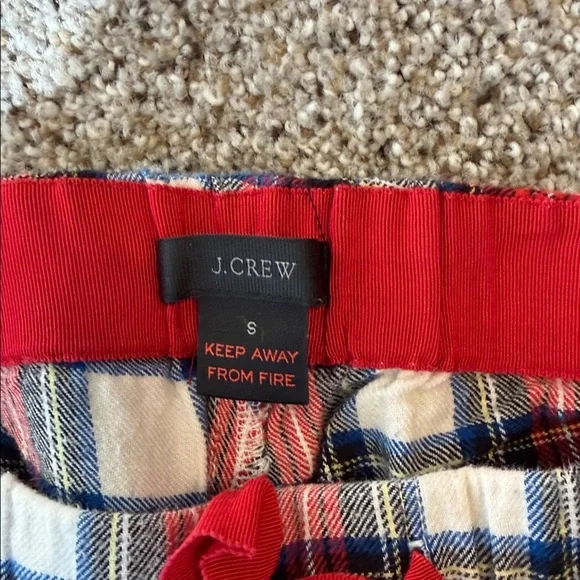 J.CREW
S
KEEP AWAY
FROM FIRE